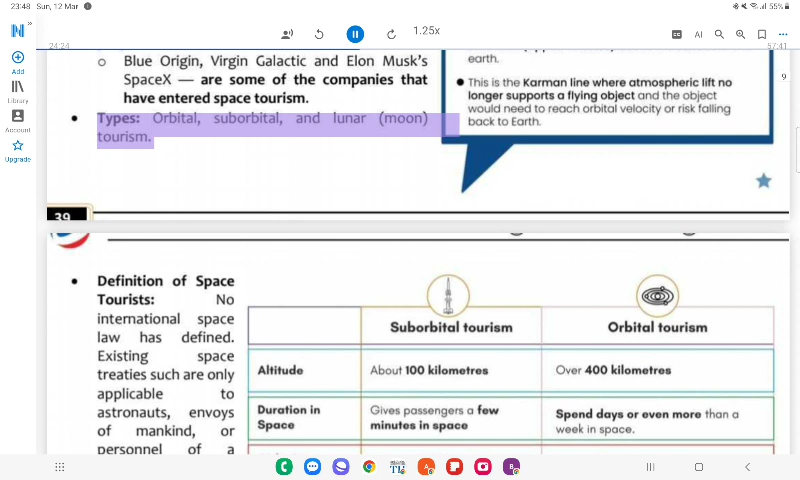 23:48 Sun, 12 Mar
55%
1.25x
CC
AI
24:24
57:41
Add
Library
Account
Upgrade
o Blue Origin, Virgin Galactic and Elon Musk's
SpaceX — are some of the companies that
have entered space tourism.
• Types: Orbital, suborbital, and lunar (moon)
tourism.
earth.
• This is the Karman line where atmospheric lift no
longer supports a flying object and the object
would need to reach orbital velocity or risk falling
back to Earth.
9
39
• Definition of Space
Tourists: No
international space
law has defined.
Existing space
treaties such are only
applicable to
astronauts, envoys
of mankind, or
personnel of a
Suborbital tourism
Orbital tourism
Altitude
About 100 kilometres
Over 400 kilometres
Duration in
Space
Gives passengers a few
minutes in space
Spend days or even more than a
week in space.